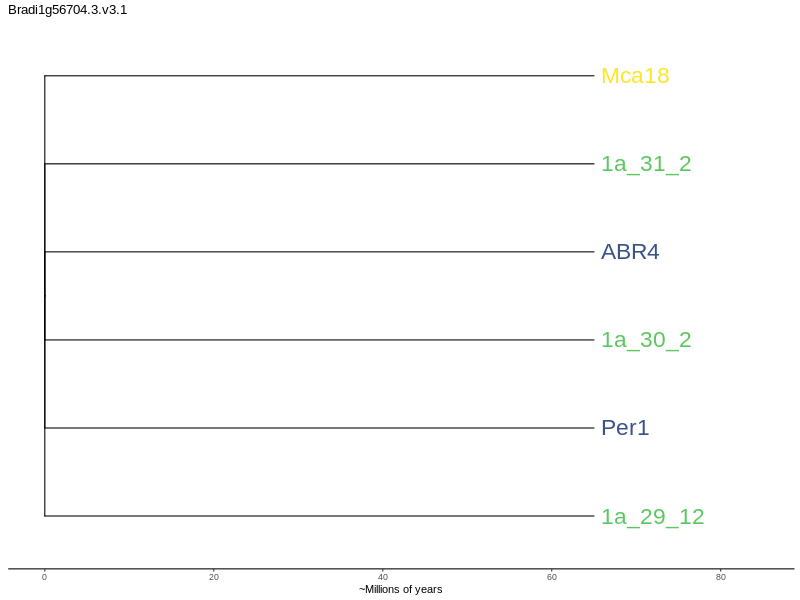 Bradi1g56704.3.v3.1
Mca18
1a_31_2
ABR4
1a_30_2
Per1
1a_29_12
0 20 40 60 80
~Millions of years